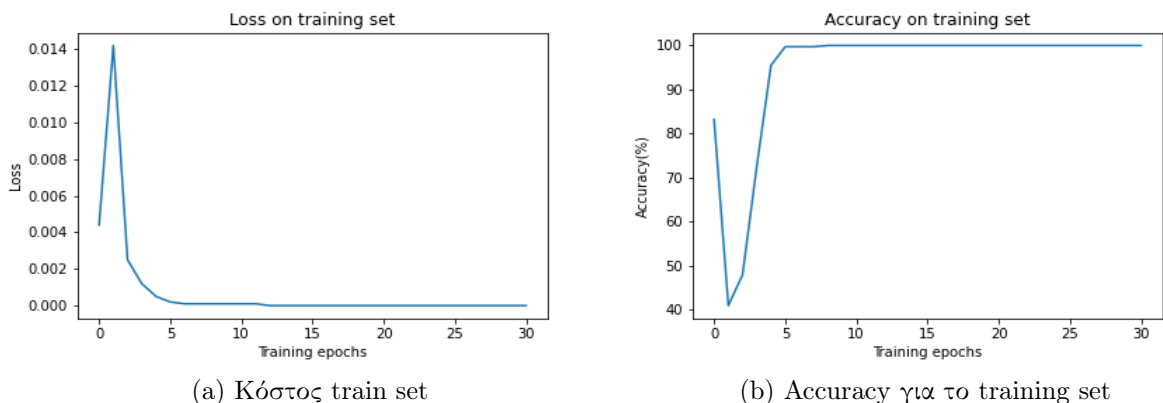 Loss on training set
0.014
0.012
0.010
0.008
0.006
0.004
0.002
0.000
Loss
0 5 10 15 20 25 30
Training epochs
(a) Κόστος train set
Accuracy on training set
100
90
80
70
60
50
40
Accuracy(%)
0 5 10 15 20 25 30
Training epochs
(b) Accuracy για το training set